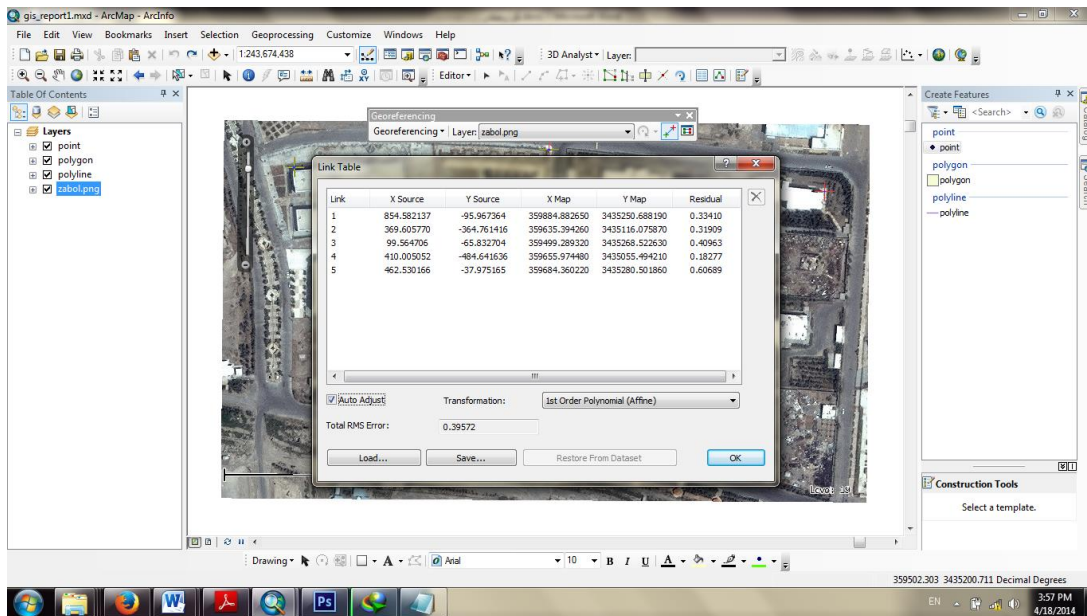 gis_report1.mxd - ArcMap - ArcInfo
File Edit View Bookmarks Insert Selection Geoprocessing Customize Windows Help
1:243,674,438
3D Analyst Layer:
Editor
Table Of Contents
Layers
point
polygon
polyline
zabol.png
Georeferencing
Georeferencing Layer: zabol.png
Link Table
Link X Source Y Source X Map Y Map Residual
1 854.582137 -95.967364 359884.882650 3435250.688190 0.33410
2 369.605770 -364.761416 359635.394260 3435116.075870 0.31909
3 99.564706 -65.832704 359499.289320 3435268.522630 0.40963
4 410.005052 -484.641636 359655.974480 3435055.494210 0.18277
5 462.530166 -37.975165 359684.360220 3435280.501860 0.60689
Auto Adjust Transformation: 1st Order Polynomial (Affine)
Total RMS Error: 0.39572
Load... Save... Restore From Dataset OK
Create Features
<Search>
point
point
polygon
polygon
polyline
polyline
Catalog
Construction Tools
Select a template.
Drawing A Arial 10 B I U A
359502.303 3435200.711 Decimal Degrees
W Ps EN 3:57 PM
4/18/2014